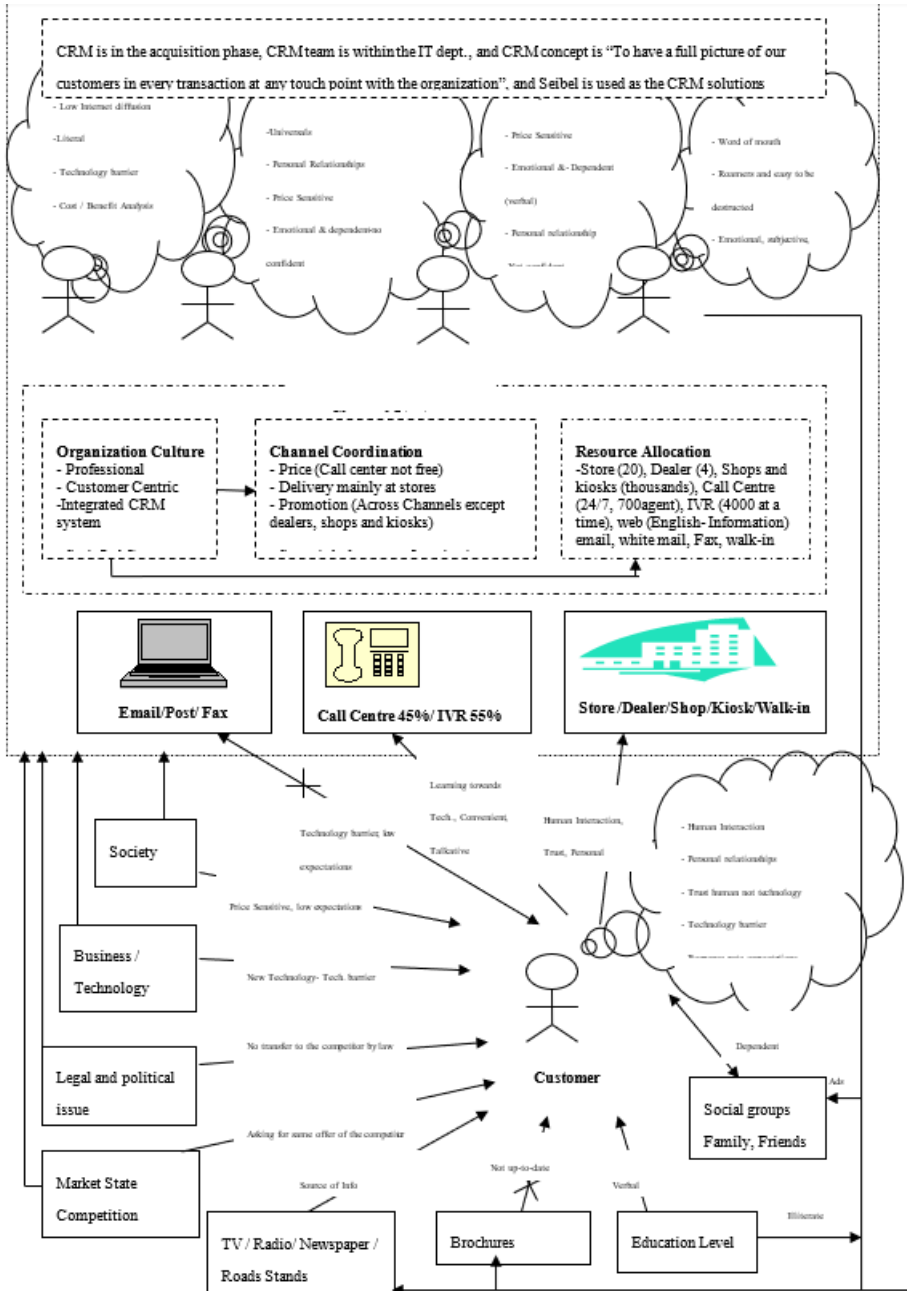 CRM is in the acquisition phase, CRM team is within the IT dept., and CRM concept is “To have a full picture of our
customers in every transaction at any touch point with the organization”, and Seibel is used as the CRM solutions
- Low Internet diffusion
-Literal
- Technology barrier
- Cost / Benefit Analysis
-Universals
- Personal Relationships
- Price Sensitive
- Emotional & dependent-no
confident
- Price Sensitive
- Emotional &- Dependent
(verbal)
- Personal relationship
- Not confident
- Word of mouth
- Roamers and easy to be
destructed
- Emotional, subjective,
Organization Culture
- Professional
- Customer Centric
-Integrated CRM
system
Channel Coordination
- Price (Call center not free)
- Delivery mainly at stores
- Promotion (Across Channels except
dealers, shops and kiosks)
Resource Allocation
-Store (20), Dealer (4), Shops and
kiosks (thousands), Call Centre
(24/7, 700agent), IVR (4000 at a
time), web (English- Information)
email, white mail, Fax, walk-in
Email/Post/ Fax
Call Centre 45%/ IVR 55%
Store /Dealer/Shop/Kiosk/Walk-in
Learning towards
Tech., Convenient,
Talkative
Human Interaction,
Trust, Personal
Technology barrier, low
expectations
- Human Interaction
- Personal relationships
- Trust human not technology
- Technology barrier
Society
Price Sensitive, low expectations
Business /
Technology
New Technology- Tech. barrier
Legal and political
issue
No transfer to the competitor by law
Customer
Dependent
Ads
Social groups
Family, Friends
Market State
Competition
Asking for same offer of the competitor
Source of Info
Not up-to-date
Verbal
Illiterate
TV / Radio/ Newspaper /
Roads Stands
Brochures
Education Level